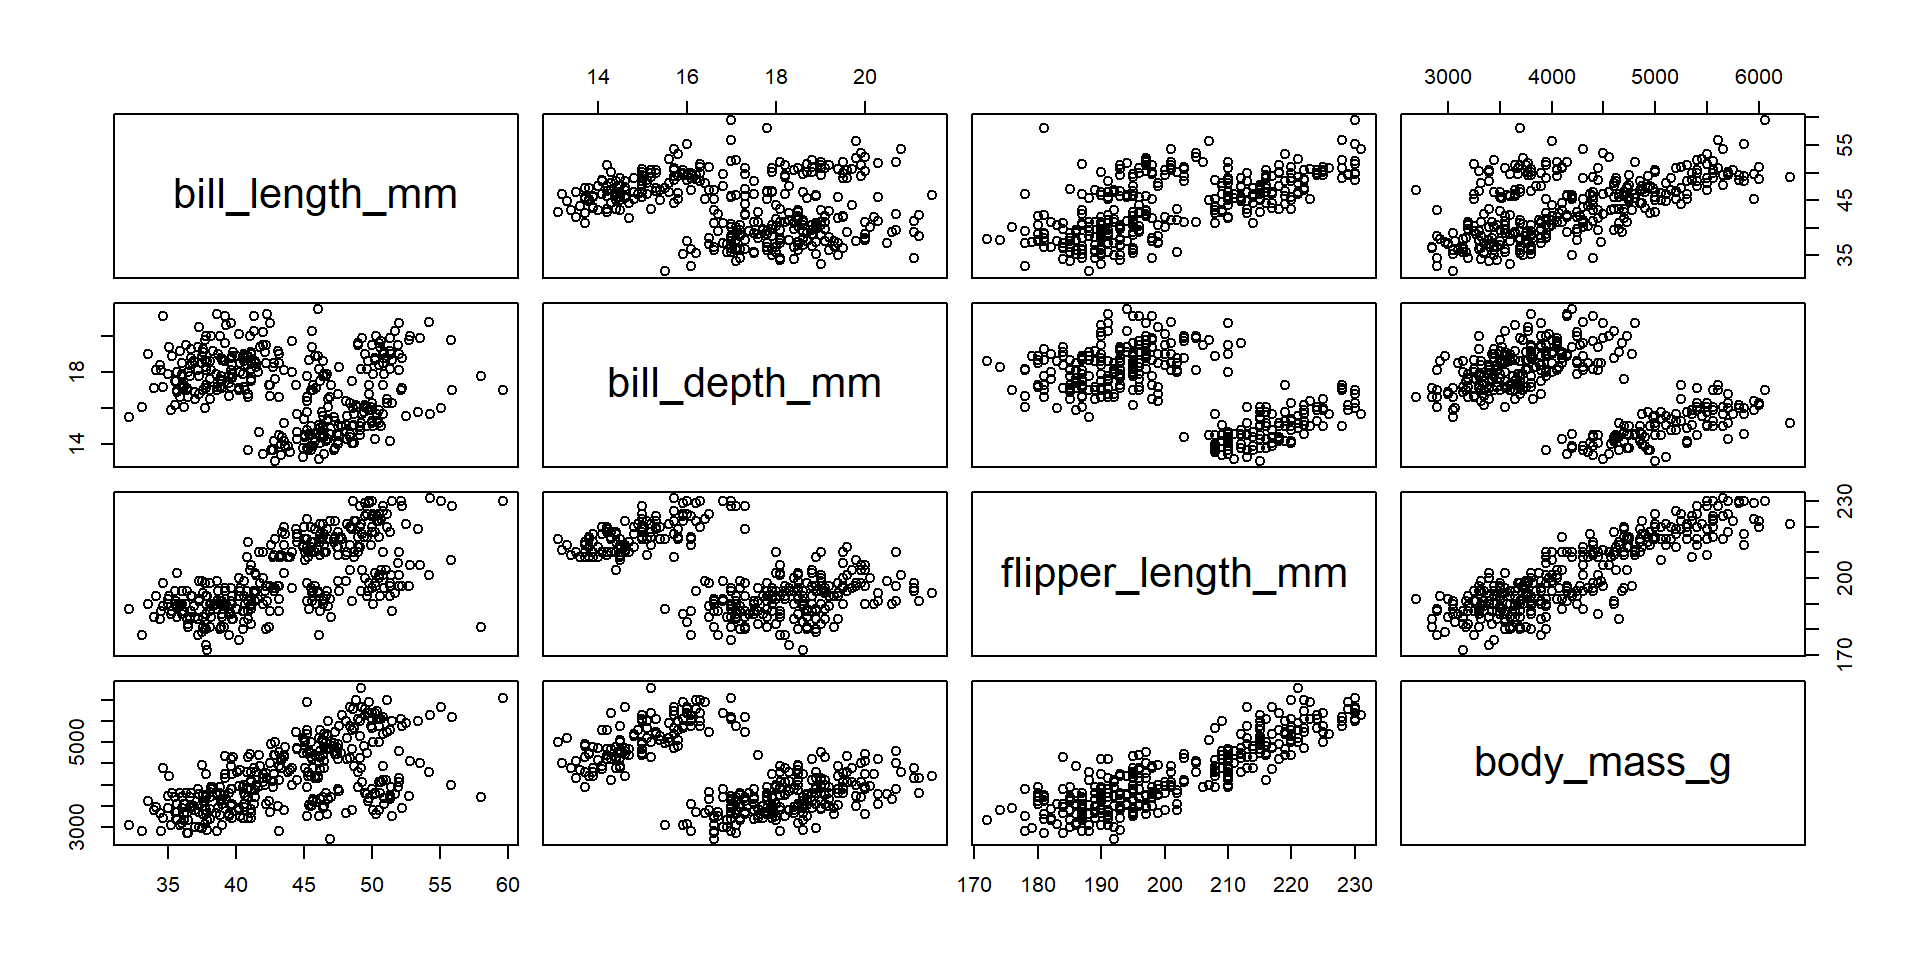 14 16 18 20 3000 4000 5000 6000
bill_length_mm 35 45 55
14 18 bill_depth_mm
flipper_length_mm 170 200 230
3000 5000 body_mass_g
35 40 45 50 55 60 170 180 190 200 210 220 230